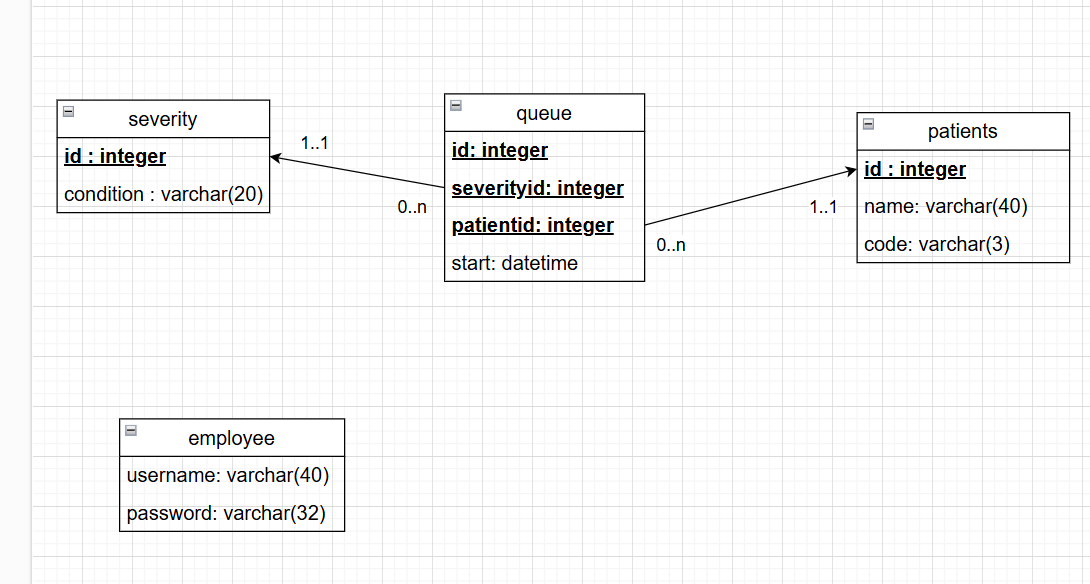 severity
id : integer
condition : varchar(20)
1..1
0..n
queue
id: integer
severityid: integer
patientid: integer
start: datetime
0..n
1..1
patients
id : integer
name: varchar(40)
code: varchar(3)
employee
username: varchar(40)
password: varchar(32)